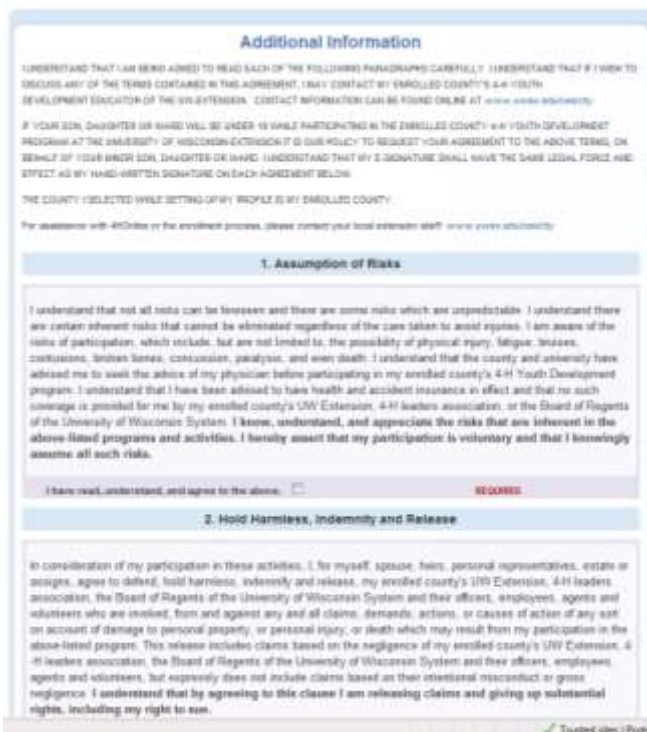 Additional Information
I UNDERSTAND THAT I AM BEING ASKED TO READ EACH OF THE FOLLOWING PARAGRAPHS CAREFULLY. I UNDERSTAND THAT IF I WISH TO
DISCUSS ANY OF THE TERMS CONTAINED IN THIS AGREEMENT, I MAY CONTACT MY ENROLLED COUNTY'S 4-H YOUTH
DEVELOPMENT EDUCATOR OF THE UW-EXTENSION. CONTACT INFORMATION CAN BE FOUND ONLINE AT
IF YOUR SON, DAUGHTER OR WARD WILL BE UNDER 18 WHILE PARTICIPATING IN THE ENROLLED COUNTY 4-H YOUTH DEVELOPMENT
PROGRAM AT THE UNIVERSITY OF WISCONSIN-EXTENSION IT IS OUR POLICY TO REQUEST YOUR AGREEMENT TO THE ABOVE TERMS, ON
BEHALF OF YOUR MINOR SON, DAUGHTER OR WARD. I UNDERSTAND THAT MY E-SIGNATURE SHALL HAVE THE SAME LEGAL FORCE AND
EFFECT AS MY HAND-WRITTEN SIGNATURE ON EACH AGREEMENT BELOW.
THE COUNTY I SELECTED WHILE SETTING UP MY PROFILE IS MY ENROLLED COUNTY.
For assistance with 4HOnline or the enrollment process, please contact your local extension staff:
1. Assumption of Risks
I understand that not all risks can be foreseen and there are some risks which are unpredictable. I understand there
are certain inherent risks that cannot be eliminated regardless of the care taken to avoid injuries. I am aware of the
risks of participation, which include, but are not limited to, the possibility of physical injury, fatigue, bruises,
contusions, broken bones, concussion, paralysis, and even death. I understand that the county and university have
advised me to seek the advice of my physician before participating in my enrolled county's 4-H Youth Development
program. I understand that I have been advised to have health and accident insurance in effect and that no such
coverage is provided for me by my enrolled county's UW Extension, 4-H leaders association, or the Board of Regents
of the University of Wisconsin System. I know, understand, and appreciate the risks that are inherent in the
above-listed programs and activities. I hereby assert that my participation is voluntary and that I knowingly
assume all such risks.
I have read, understand, and agree to the above. REQUIRED
2. Hold Harmless, Indemnity and Release
In consideration of my participation in these activities, I, for myself, spouse, heirs, personal representatives, estate or
assigns, agree to defend, hold harmless, indemnify and release, my enrolled county's UW Extension, 4-H leaders
association, the Board of Regents of the University of Wisconsin System and their officers, employees, agents and
volunteers who are involved, from and against any and all claims, demands, actions, or causes of action of any sort
on account of damage to personal property, or personal injury, or death which may result from my participation in the
above-listed program. This release includes claims based on the negligence of my enrolled county's UW Extension, 4
-H leaders association, the Board of Regents of the University of Wisconsin System and their officers, employees,
agents and volunteers, but expressly does not include claims based on their intentional misconduct or gross
negligence. I understand that by agreeing to this clause I am releasing claims and giving up substantial
rights, including my right to sue.
Trusted sites | Prot